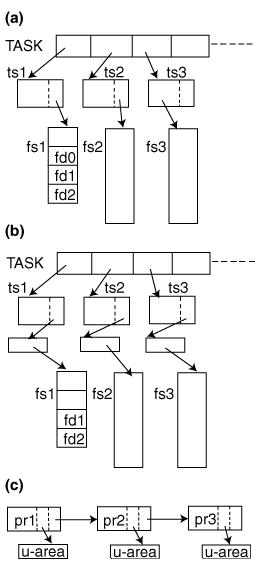 (a)
TASK
ts1 ts2 ts3
fs1 fs2 fs3
fd0
fd1
fd2
(b)
TASK
ts1 ts2 ts3
fs1 fs2 fs3
fd1
fd2
(c)
pr1 pr2 pr3
u-area u-area u-area